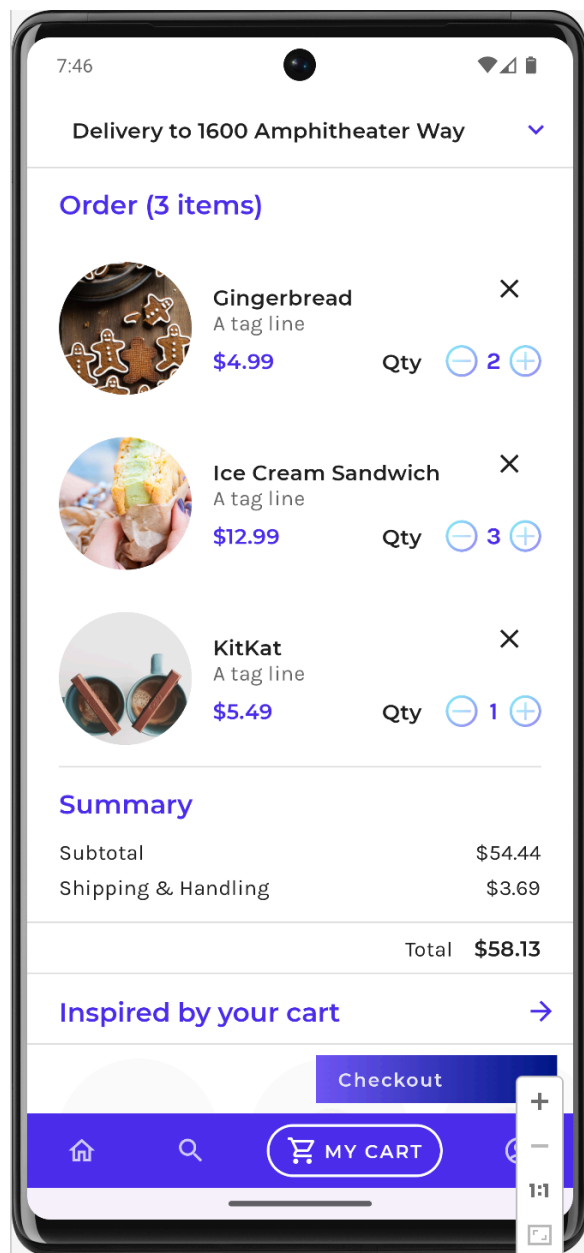 7:46
Delivery to 1600 Amphitheater Way
Order (3 items)
Gingerbread
A tag line
$4.99
Qty
2
Ice Cream Sandwich
A tag line
$12.99
Qty
3
KitKat
A tag line
$5.49
Qty
1
Summary
Subtotal $54.44
Shipping & Handling $3.69
Total $58.13
Inspired by your cart
Checkout
MY CART
1:1